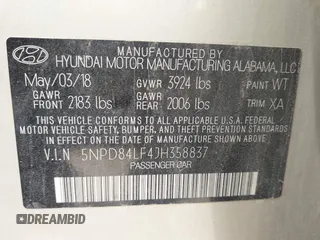 MANUFACTURED BY
HYUNDAI MOTOR MANUFACTURING ALABAMA, LLC
May/03/18 GVWR 3924 lbs PAINT WT
GAWR FRONT 2183 lbs GAWR REAR 2006 lbs TRIM XA
THIS VEHICLE CONFORMS TO ALL APPLICABLE
U.S. FEDERAL MOTOR VEHICLE SAFETY, BUMPER, AND
THEFT PREVENTION STANDARDS
IN EFFECT ON THE DATE OF MANUFACTURE SHOWN ABOVE.
V.I.N 5NPD84LF4JH358837
PASSENGER CAR
DREAMBID